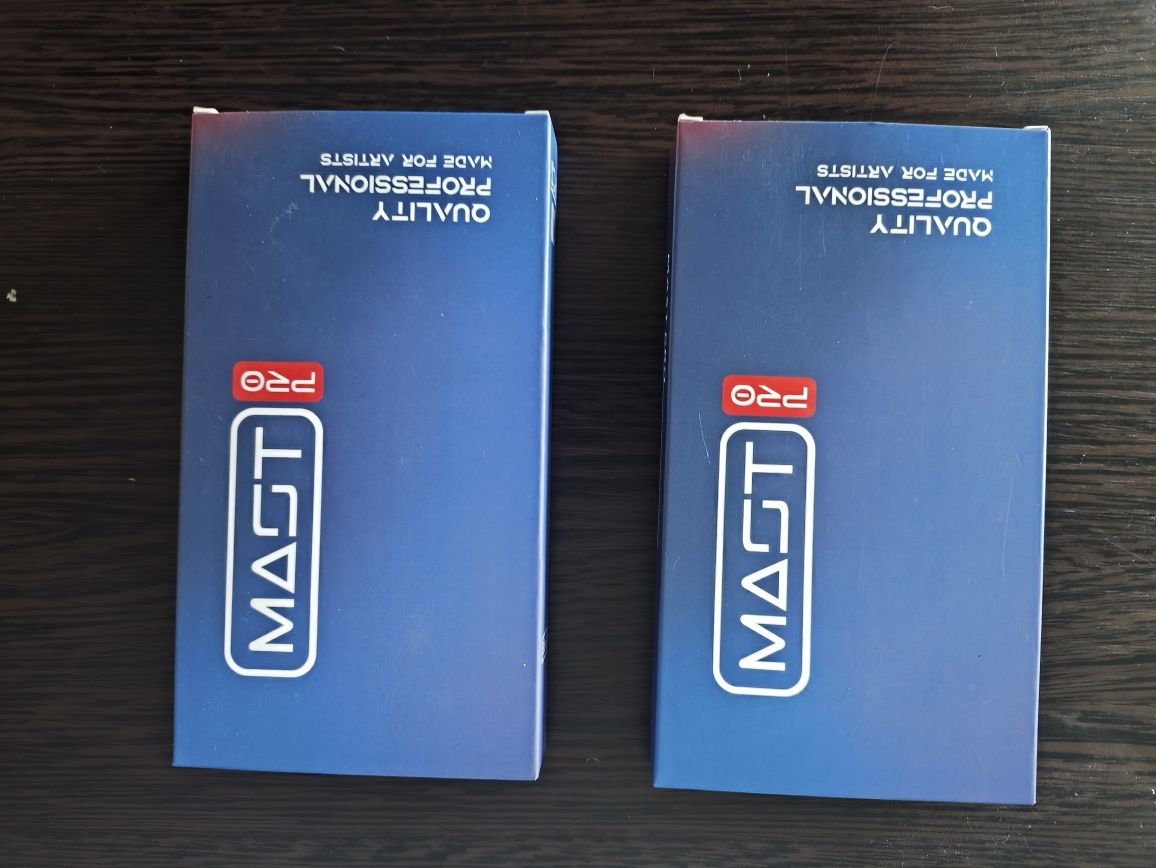 QUALITY
PROFESSIONAL
MADE FOR ARTISTS
MAST
PRO
QUALITY
PROFESSIONAL
MADE FOR ARTISTS
MAST
PRO